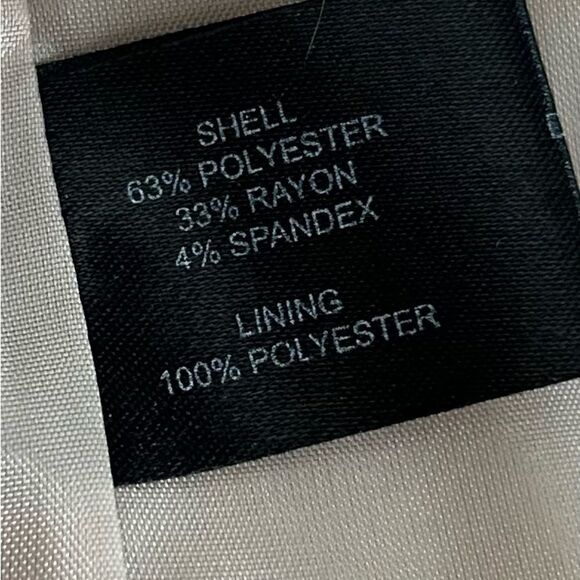 SHELL
63% POLYESTER
33% RAYON
4% SPANDEX
LINING
100% POLYESTER